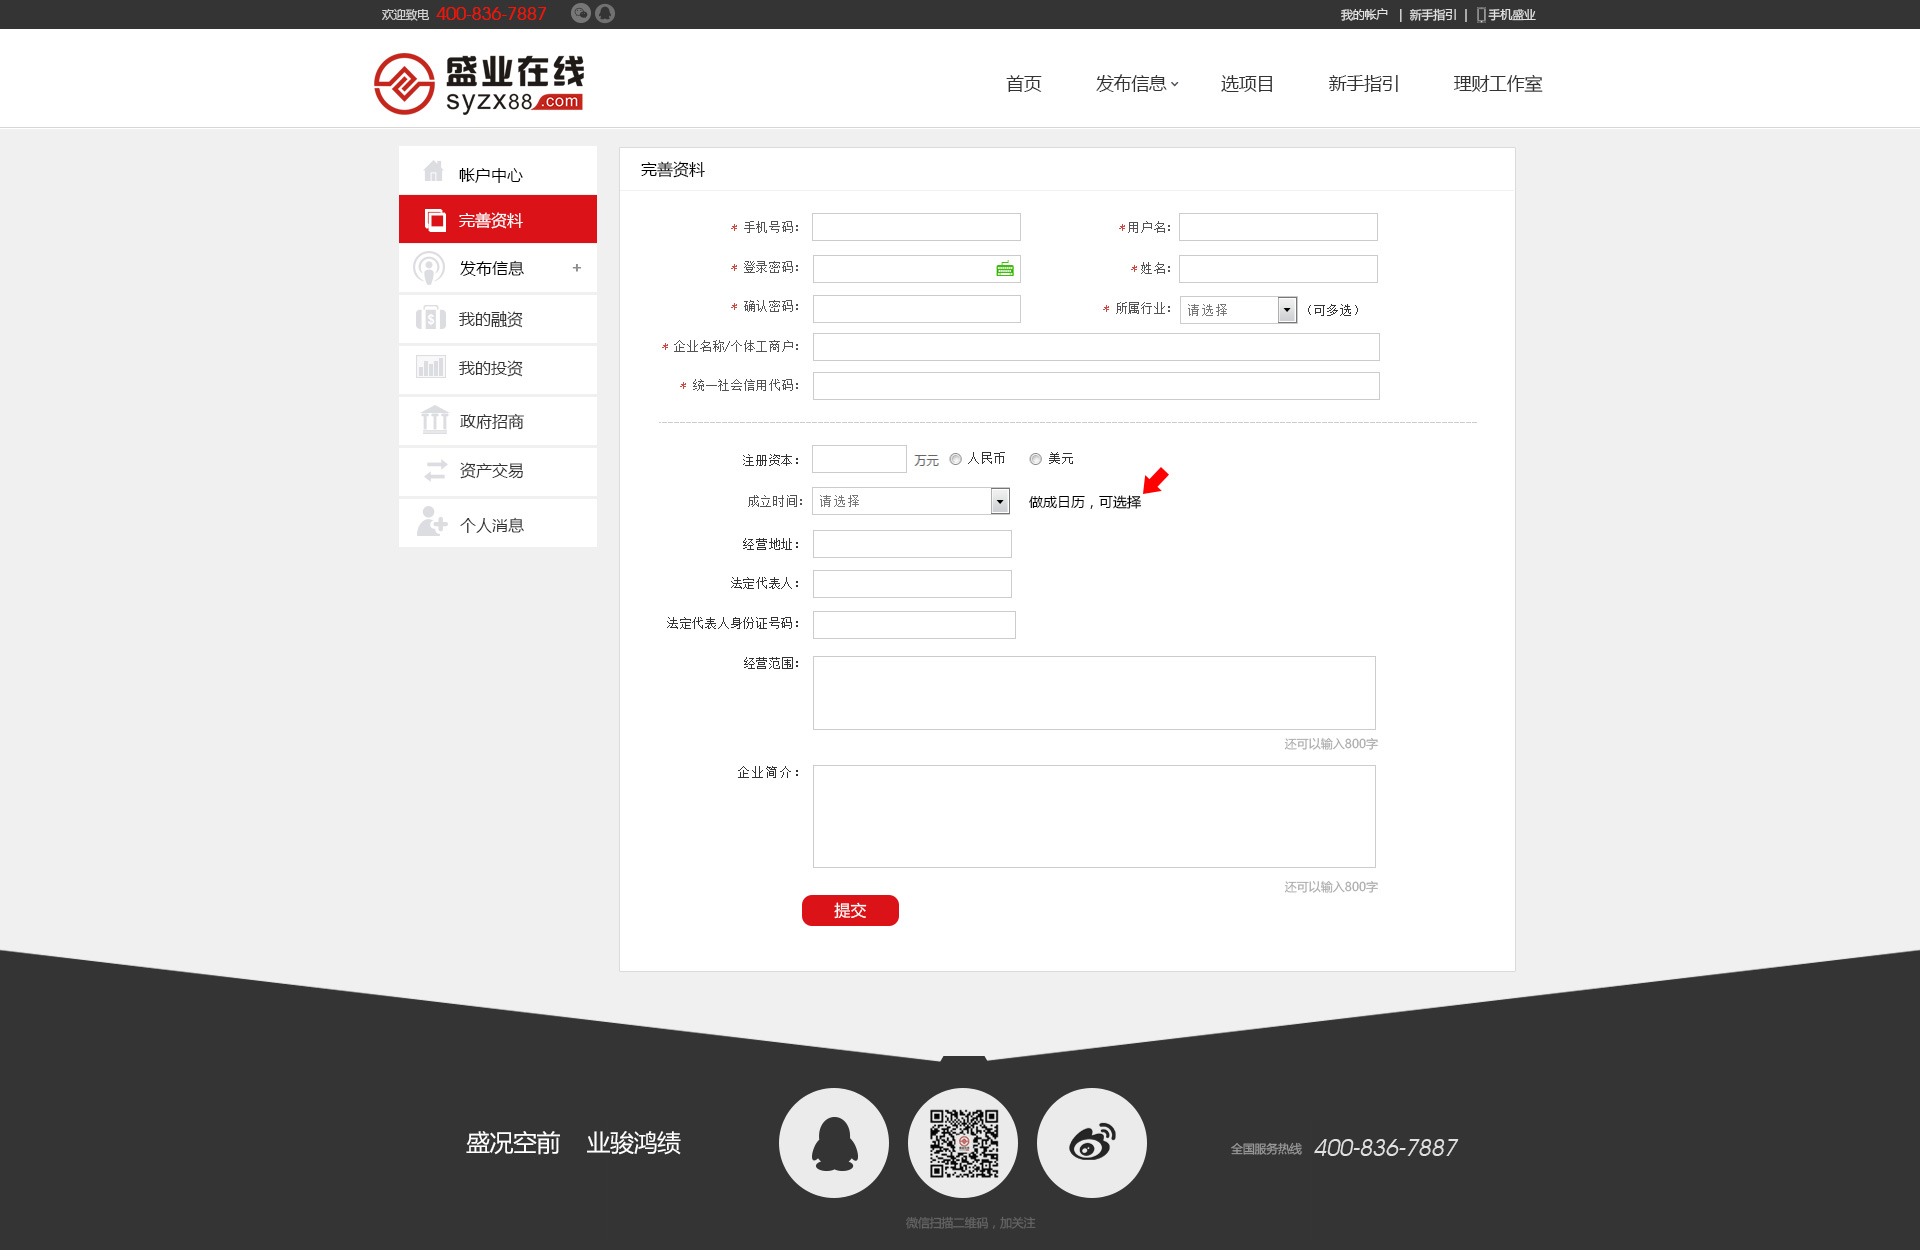 欢迎致电 400-836-7887
我的帐户 | 新手指引 | 手机盛业
盛业在线
syzx88.com
首页 发布信息 选项目 新手指引 理财工作室
帐户中心
完善资料
发布信息 +
我的融资
我的投资
政府招商
资产交易
个人消息
完善资料
* 手机号码:
*用户名:
* 登录密码:
*姓名:
* 确认密码:
* 所属行业: 请选择 (可多选)
* 企业名称/个体工商户:
* 统一社会信用代码:
注册资本: 万元 人民币 美元
成立时间: 请选择 做成日历，可选择
经营地址:
法定代表人:
法定代表人身份证号码:
经营范围:
还可以输入800字
企业简介:
还可以输入800字
提交
盛况空前 业骏鸿绩
全国服务热线 400-836-7887
微信扫描二维码，加关注